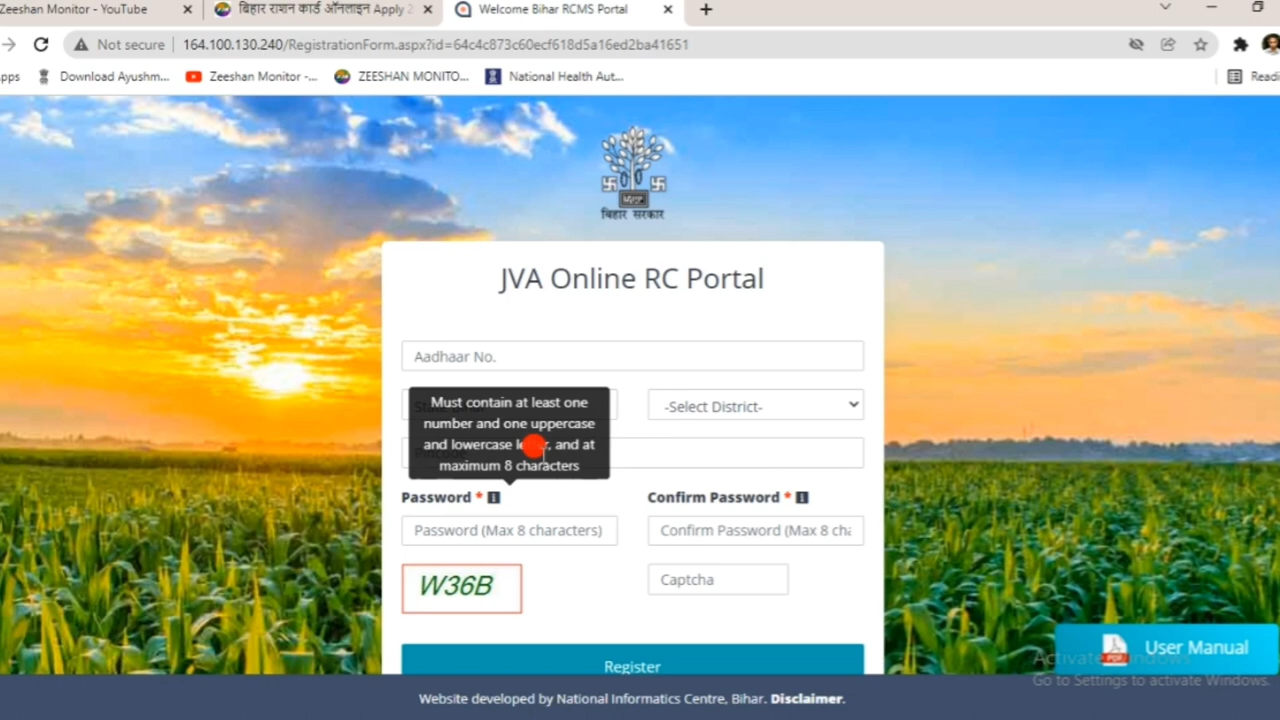 Zeeshan Monitor - YouTube
बिहार राशन कार्ड ऑनलाइन Apply 2
Welcome Bihar RCMS Portal
Not secure
164.100.130.240/RegistrationForm.aspx?id=64c4c873c60ecf618d5a16ed2ba41651
pps
Download Ayushm...
Zeeshan Monitor -...
ZEESHAN MONITO...
National Health Aut...
Readi
बिहार सरकार
JVA Online RC Portal
Aadhaar No.
Must contain at least one
number and one uppercase
and lowercase letter, and at
maximum 8 characters
-Select District-
Password *
Confirm Password *
Password (Max 8 characters)
Confirm Password (Max 8 cha
W36B
Captcha
Register
User Manual
PDF
Activate Windows
Go to Settings to activate Windows.
Website developed by National Informatics Centre, Bihar. Disclaimer.